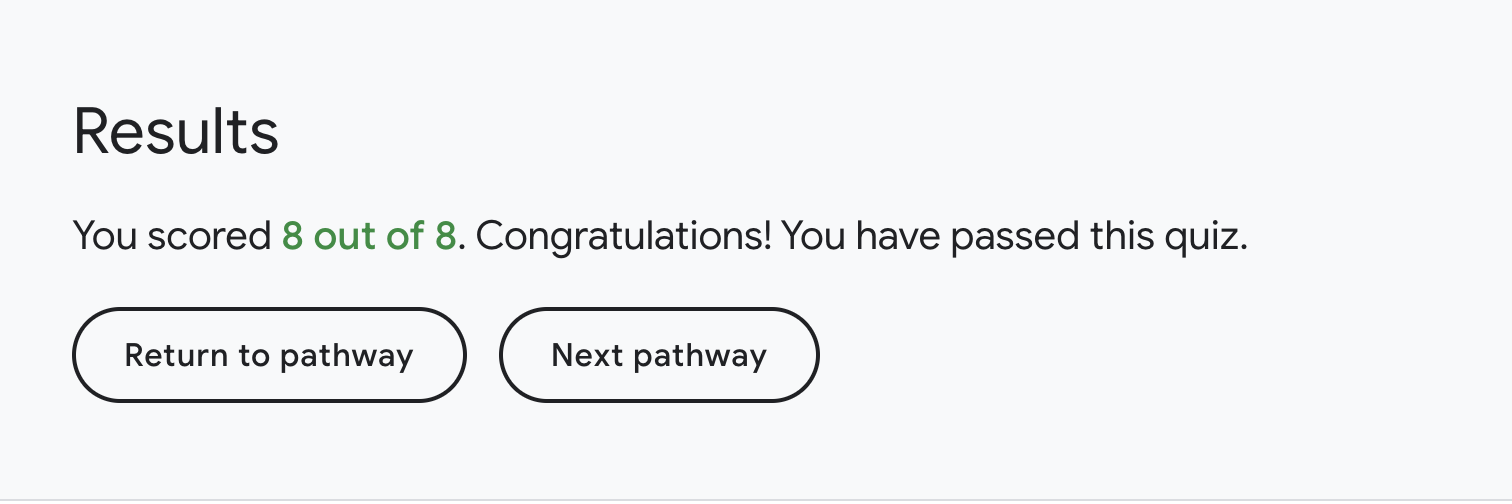 Results
You scored 8 out of 8. Congratulations! You have passed this quiz.
Return to pathway
Next pathway